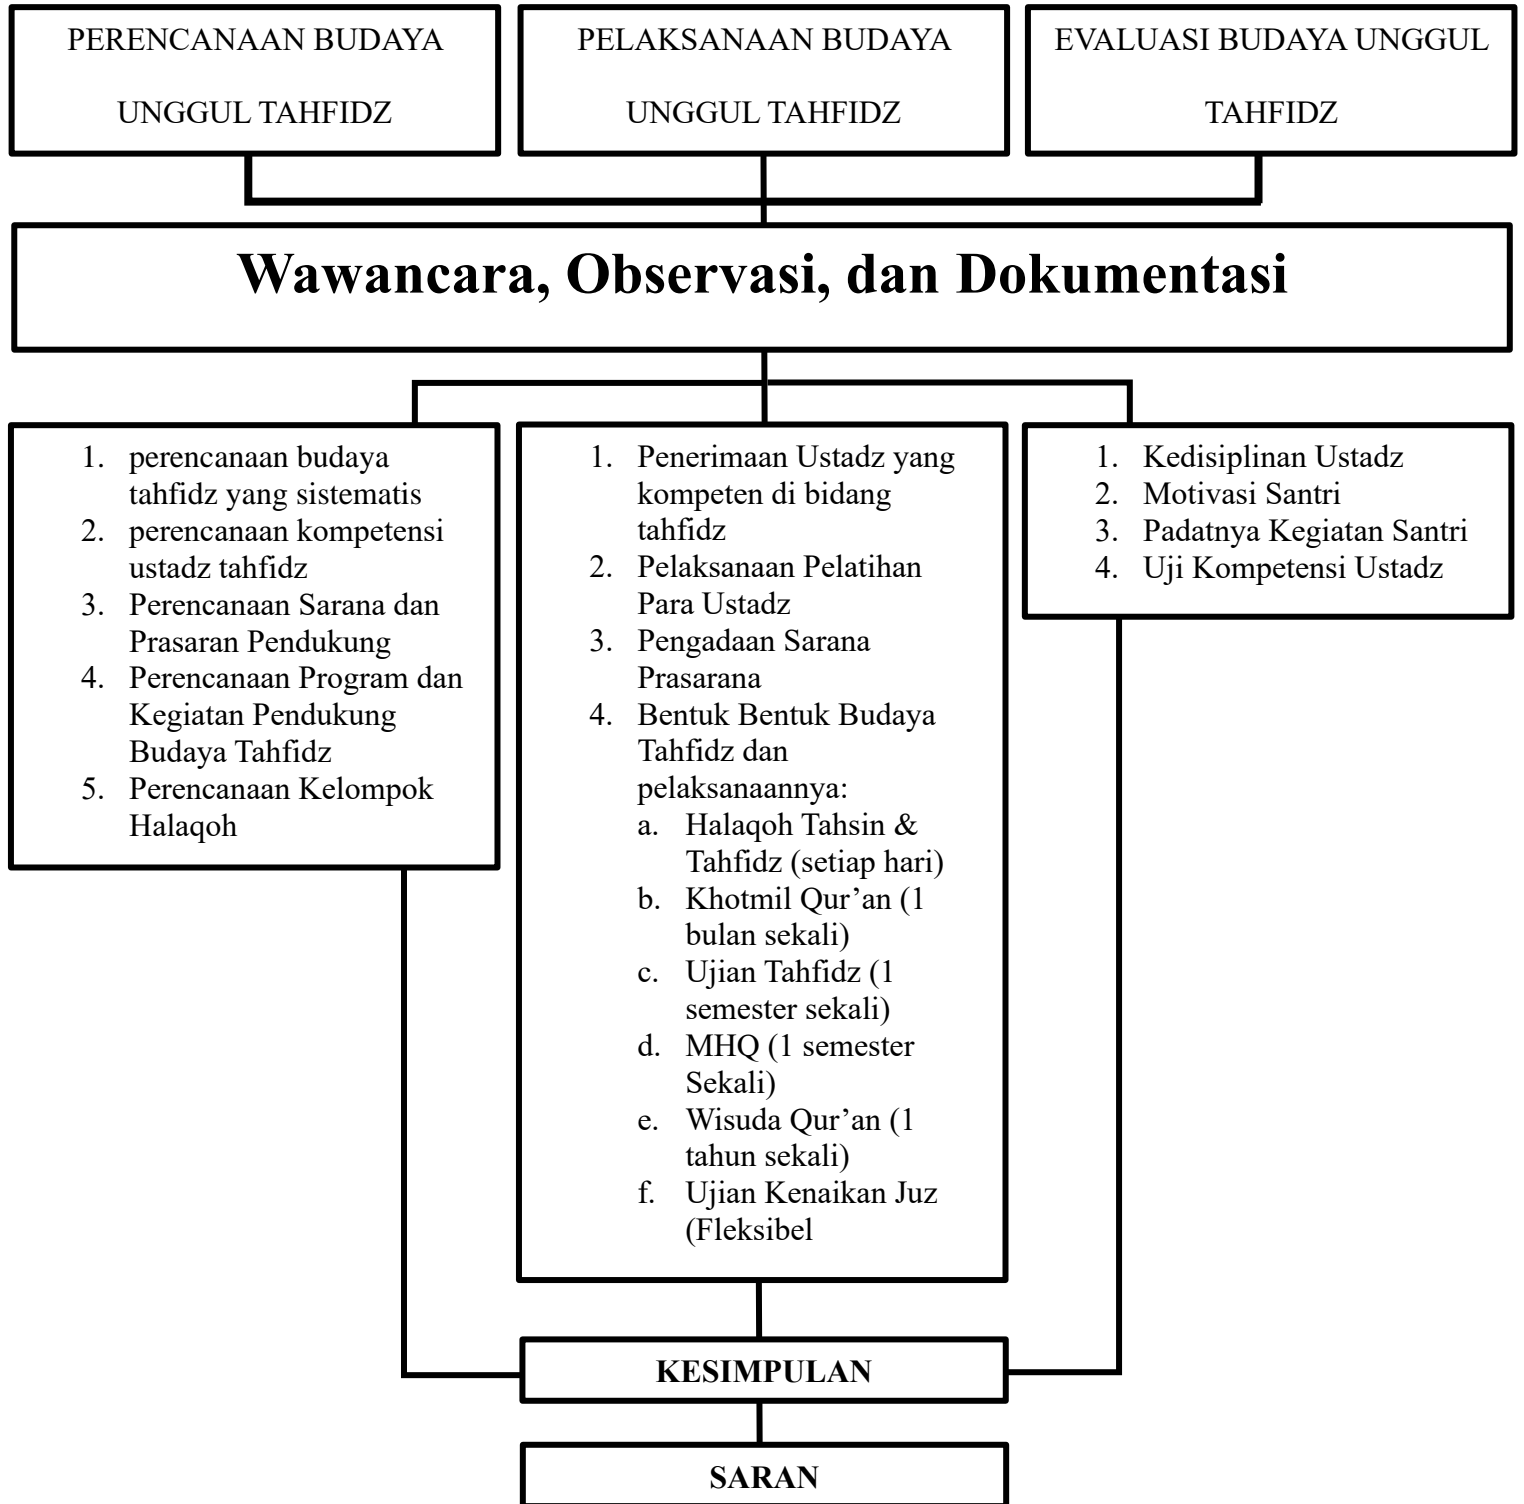 PERENCANAAN BUDAYA
UNGGUL TAHFIDZ
PELAKSANAAN BUDAYA
UNGGUL TAHFIDZ
EVALUASI BUDAYA UNGGUL
TAHFIDZ
Wawancara, Observasi, dan Dokumentasi
1. perencanaan budaya
tahfidz yang sistematis
2. perencanaan kompetensi
ustadz tahfidz
3. Perencanaan Sarana dan
Prasaran Pendukung
4. Perencanaan Program dan
Kegiatan Pendukung
Budaya Tahfidz
5. Perencanaan Kelompok
Halaqoh
1. Penerimaan Ustadz yang
kompeten di bidang
tahfidz
2. Pelaksanaan Pelatihan
Para Ustadz
3. Pengadaan Sarana
Prasarana
4. Bentuk Bentuk Budaya
Tahfidz dan
pelaksanaannya:
a. Halaqoh Tahsin &
Tahfidz (setiap hari)
b. Khotmil Qur’an (1
bulan sekali)
c. Ujian Tahfidz (1
semester sekali)
d. MHQ (1 semester
Sekali)
e. Wisuda Qur’an (1
tahun sekali)
f. Ujian Kenaikan Juz
(Fleksibel
1. Kedisiplinan Ustadz
2. Motivasi Santri
3. Padatnya Kegiatan Santri
4. Uji Kompetensi Ustadz
KESIMPULAN
SARAN